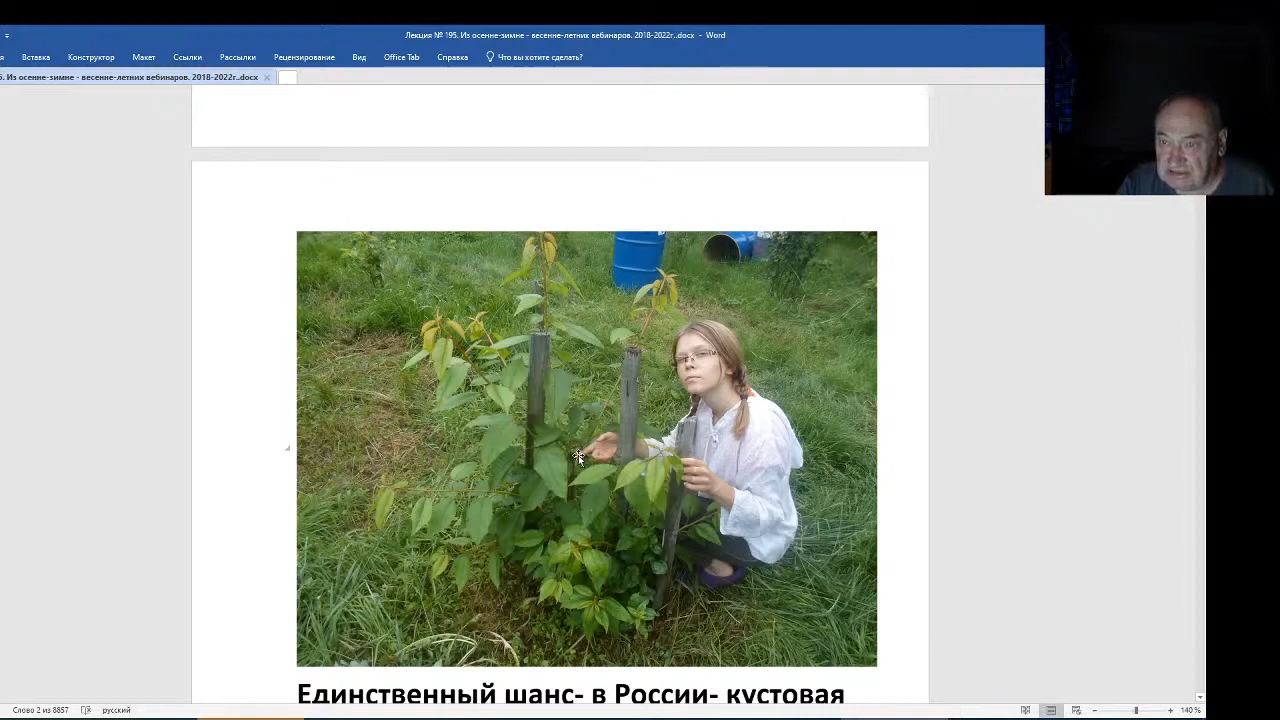 Лекция № 195. Из осенне-зимне - весенне-летних вебинаров. 2018-2022г..docx - Word
Вставка Конструктор Макет Ссылки Рассылки Рецензирование Вид Office Tab Справка Что вы хотите сделать?
5. Из осенне-зимне - весенне-летних вебинаров. 2018-2022г..docx
Единственный шанс- в России- кустовая
Слово 2 из 8857 русский 140%